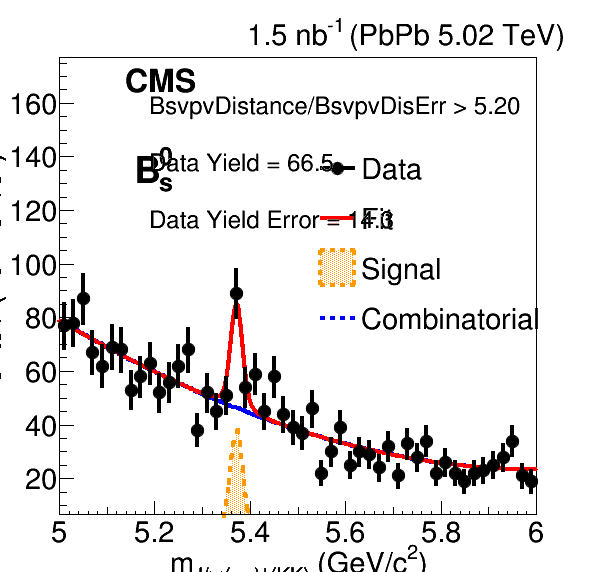 1.5 nb-1 (PbPb 5.02 TeV)
CMS
BsvpvDistance/BsvpvDisErr > 5.20
B0s
Data Yield = 66.5
Data
Data Yield Error = 14.3
Fit
Signal
Combinatorial
160
140
120
100
80
60
40
20
5 5.2 5.4 5.6 5.8 6
(GeV/c2)